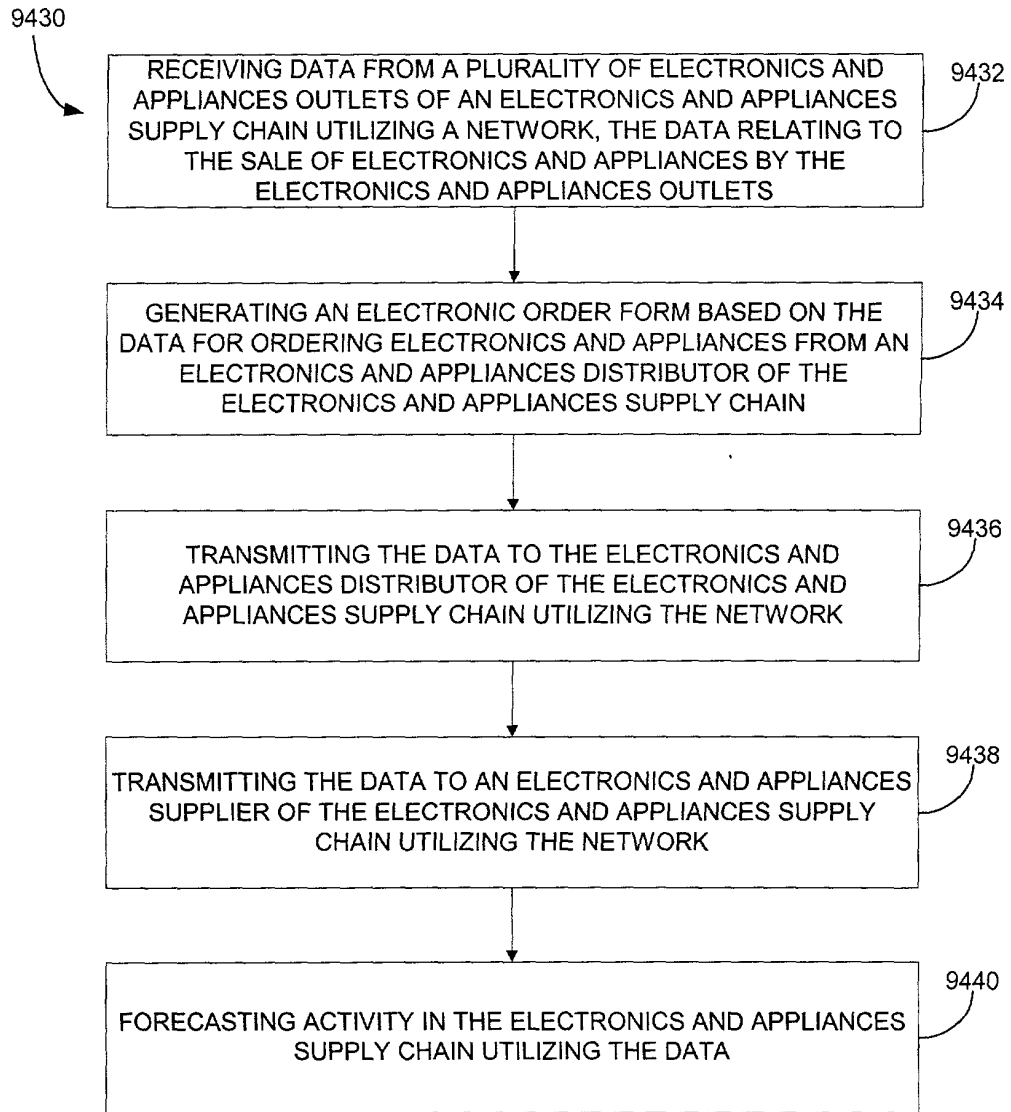 9430
RECEIVING DATA FROM A PLURALITY OF ELECTRONICS AND
APPLIANCES OUTLETS OF AN ELECTRONICS AND APPLIANCES
SUPPLY CHAIN UTILIZING A NETWORK, THE DATA RELATING TO
THE SALE OF ELECTRONICS AND APPLIANCES BY THE
ELECTRONICS AND APPLIANCES OUTLETS
9432
GENERATING AN ELECTRONIC ORDER FORM BASED ON THE
DATA FOR ORDERING ELECTRONICS AND APPLIANCES FROM AN
ELECTRONICS AND APPLIANCES DISTRIBUTOR OF THE
ELECTRONICS AND APPLIANCES SUPPLY CHAIN
9434
TRANSMITTING THE DATA TO THE ELECTRONICS AND
APPLIANCES DISTRIBUTOR OF THE ELECTRONICS AND
APPLIANCES SUPPLY CHAIN UTILIZING THE NETWORK
9436
TRANSMITTING THE DATA TO AN ELECTRONICS AND APPLIANCES
SUPPLIER OF THE ELECTRONICS AND APPLIANCES SUPPLY
CHAIN UTILIZING THE NETWORK
9438
FORECASTING ACTIVITY IN THE ELECTRONICS AND APPLIANCES
SUPPLY CHAIN UTILIZING THE DATA
9440